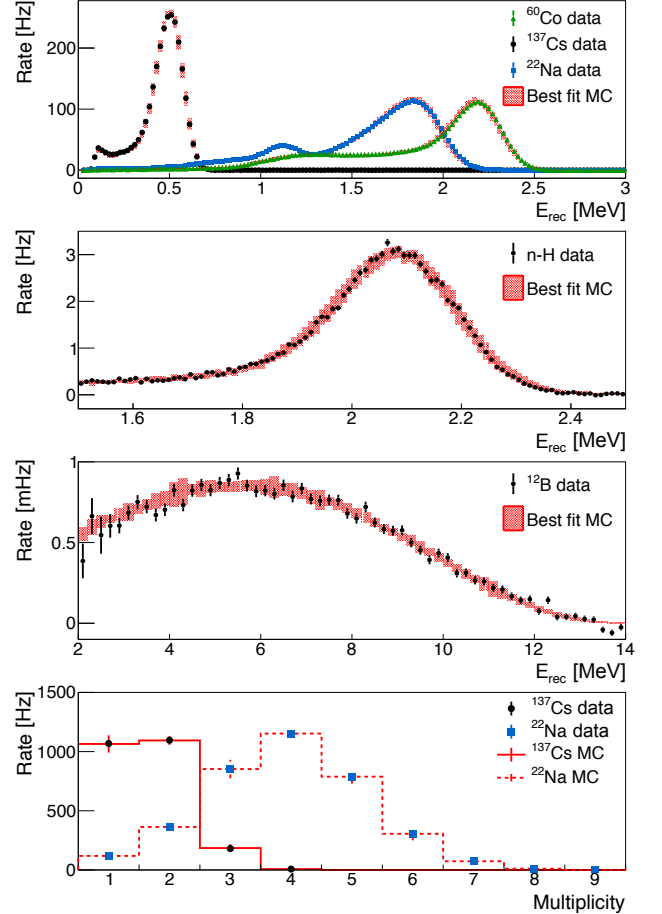 Rate [Hz]
200
100
0
⁶⁰Co data
¹³⁷Cs data
²²Na data
Best fit MC
0 0.5 1 1.5 2 2.5 3
E_rec [MeV]
Rate [Hz]
3
2
1
0
n-H data
Best fit MC
1.6 1.8 2 2.2 2.4
E_rec [MeV]
Rate [mHz]
1
0.5
0
¹²B data
Best fit MC
2 4 6 8 10 12 14
E_rec [MeV]
Rate [Hz]
1500
1000
500
0
¹³⁷Cs data
²²Na data
¹³⁷Cs MC
²²Na MC
1 2 3 4 5 6 7 8 9
Multiplicity